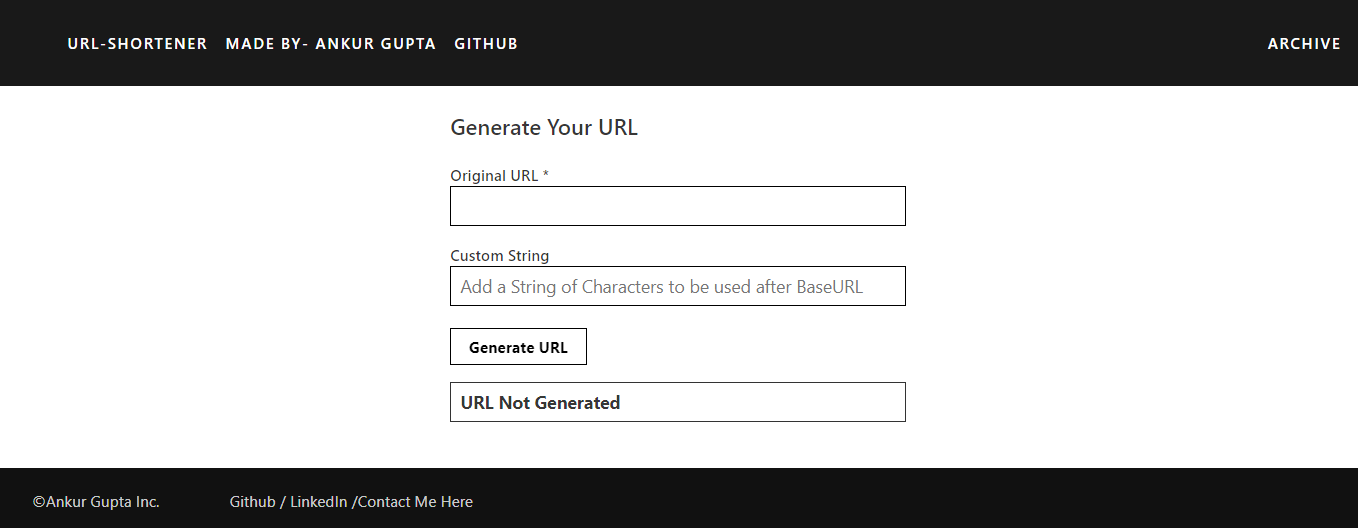 URL-SHORTENER MADE BY- ANKUR GUPTA GITHUB ARCHIVE
Generate Your URL
Original URL *
Custom String
Add a String of Characters to be used after BaseURL
Generate URL
URL Not Generated
©Ankur Gupta Inc. Github / LinkedIn /Contact Me Here